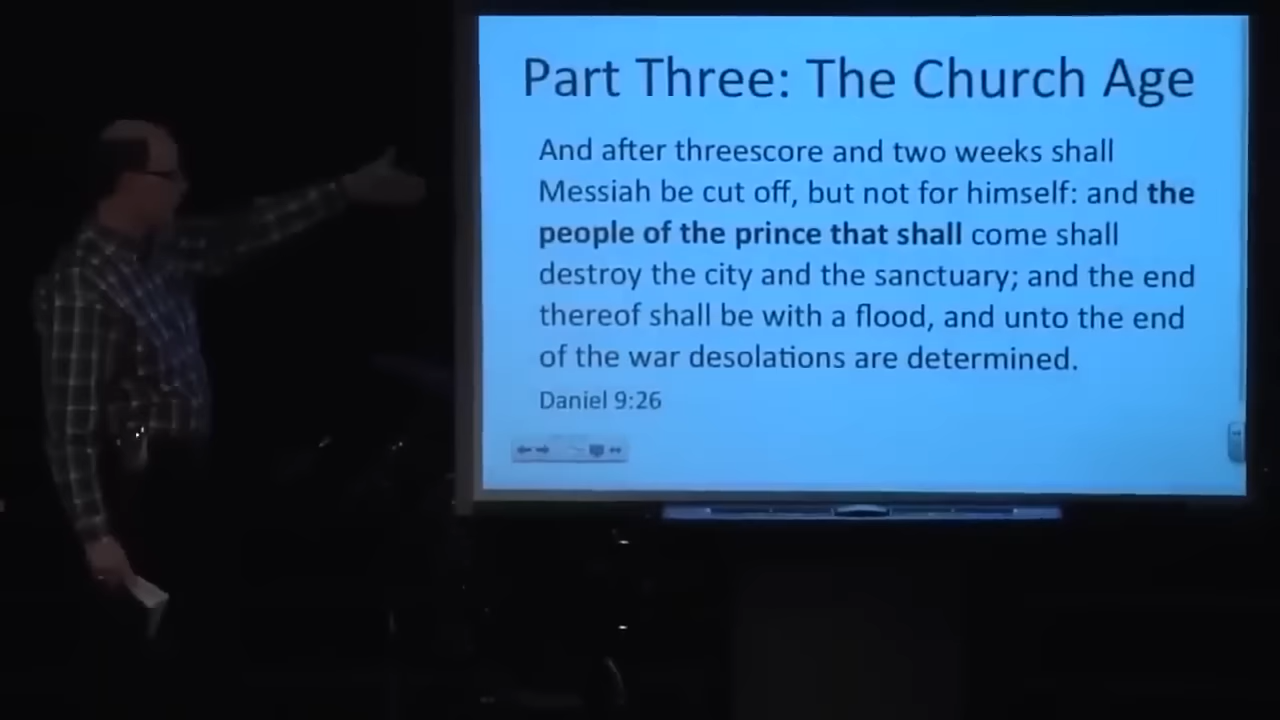 Part Three: The Church Age
And after threescore and two weeks shall
Messiah be cut off, but not for himself: and the
people of the prince that shall come shall
destroy the city and the sanctuary; and the end
thereof shall be with a flood, and unto the end
of the war desolations are determined.
Daniel 9:26